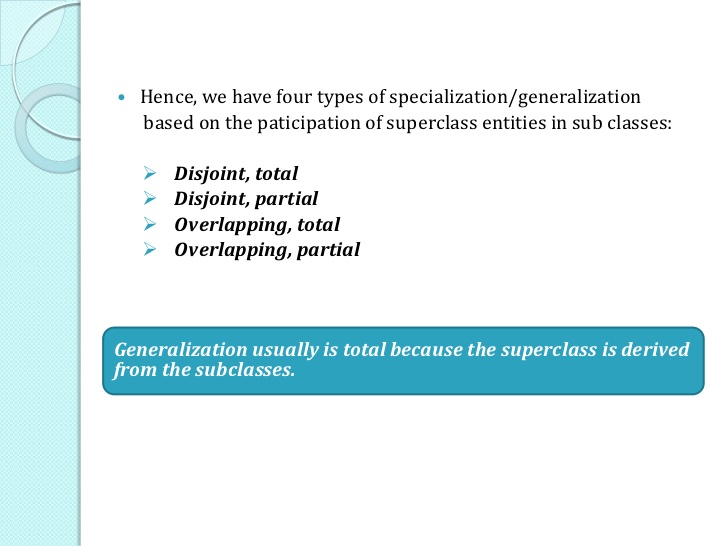 Hence, we have four types of specialization/generalization
based on the paticipation of superclass entities in sub classes:
Disjoint, total
Disjoint, partial
Overlapping, total
Overlapping, partial
Generalization usually is total because the superclass is derived
from the subclasses.